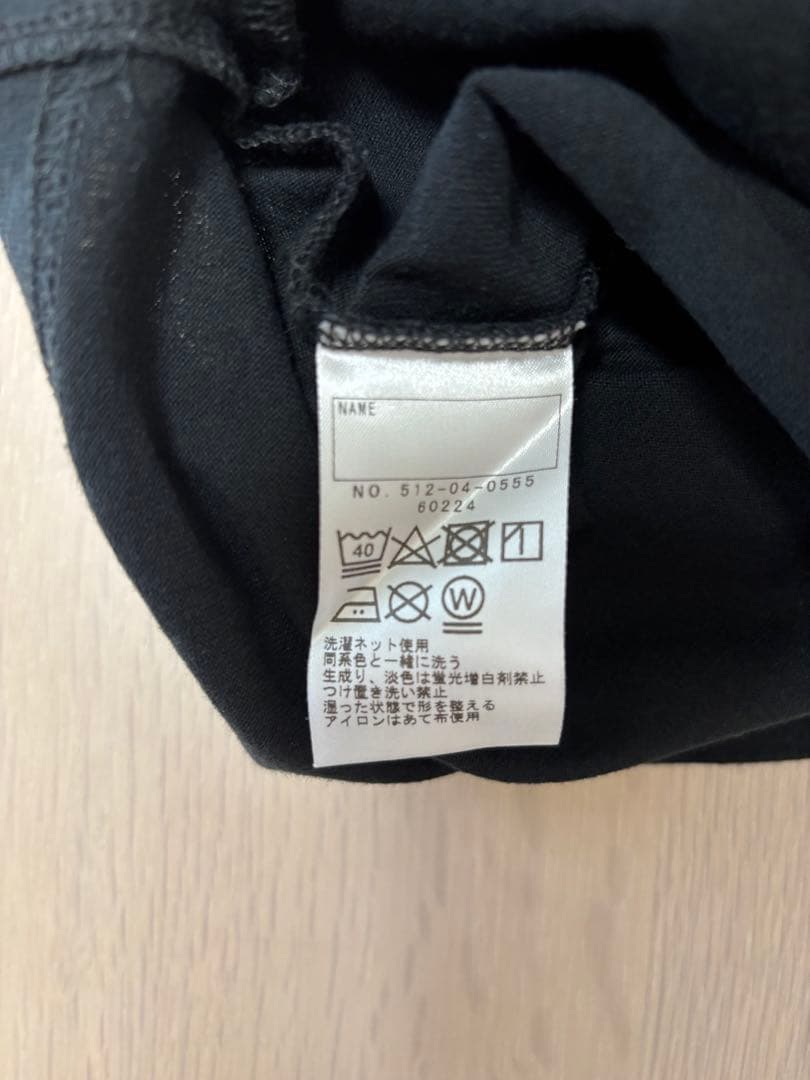 NAME
NO. 512-04-0555
60224
40
W
洗濯ネット使用
同系色と一緒に洗う
生成り、淡色は蛍光増白剤禁止
つけ置き洗い禁止
湿った状態で形を整える
アイロンはあて布使用